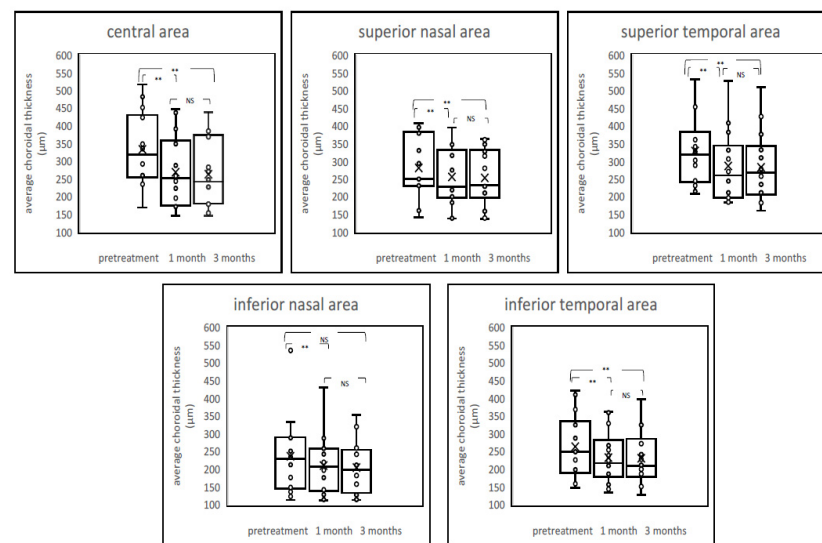 central area
600
550
500
450
400
350
300
250
200
150
100
average choroidal thickness
(μm)
**
**
NS
pretreatment 1 month 3 months
superior nasal area
600
550
500
450
400
350
300
250
200
150
100
average choroidal thickness
(μm)
**
**
NS
pretreatment 1 month 3 months
superior temporal area
600
550
500
450
400
350
300
250
200
150
100
average choroidal thickness
(μm)
**
**
NS
pretreatment 1 month 3 months
inferior nasal area
600
550
500
450
400
350
300
250
200
150
100
average choroidal thickness
(μm)
NS
**
NS
pretreatment 1 month 3 months
inferior temporal area
600
550
500
450
400
350
300
250
200
150
100
average choroidal thickness
(μm)
**
**
NS
pretreatment 1 month 3 months